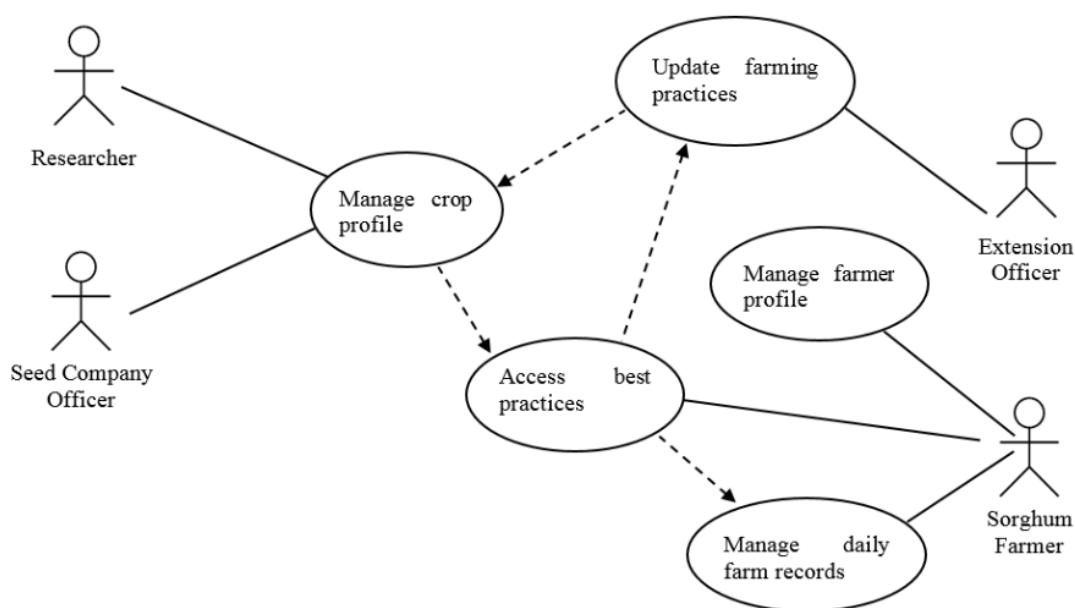 Researcher
Seed Company
Officer
Manage crop
profile
Update farming
practices
Extension
Officer
Manage farmer
profile
Access best
practices
Sorghum
Farmer
Manage daily
farm records